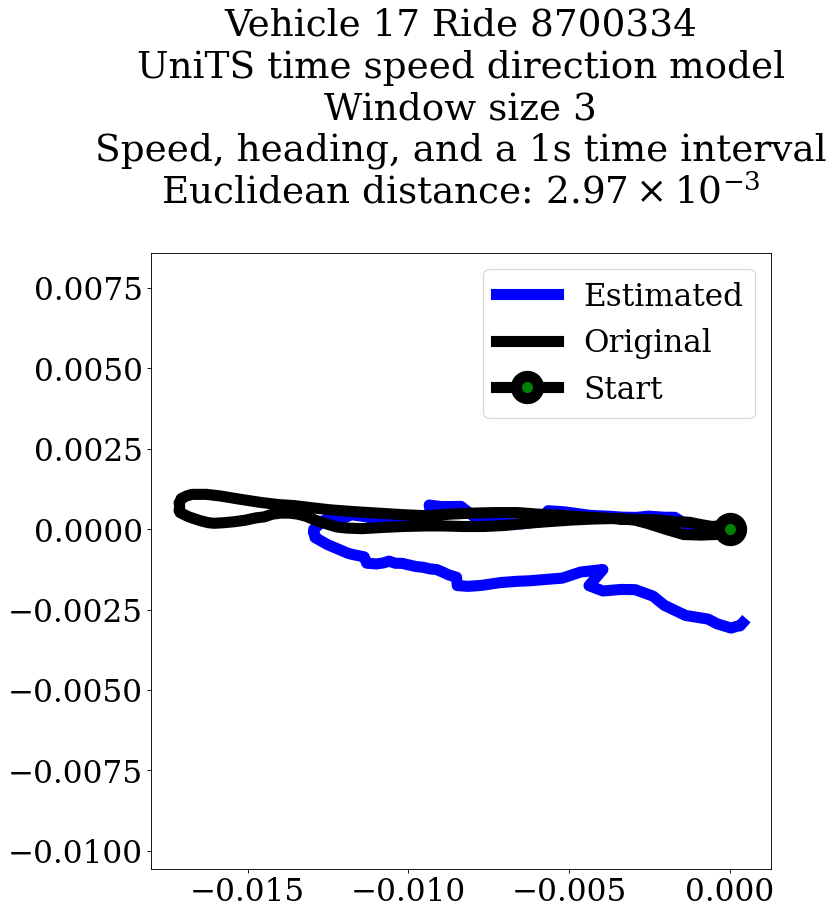 Vehicle 17 Ride 8700334
UniTS time speed direction model
Window size 3
Speed, heading, and a 1s time interval
Euclidean distance: 2.97 × 10⁻³
Estimated
Original
Start
0.0075
0.0050
0.0025
0.0000
−0.0025
−0.0050
−0.0075
−0.0100
−0.015
−0.010
−0.005
0.000